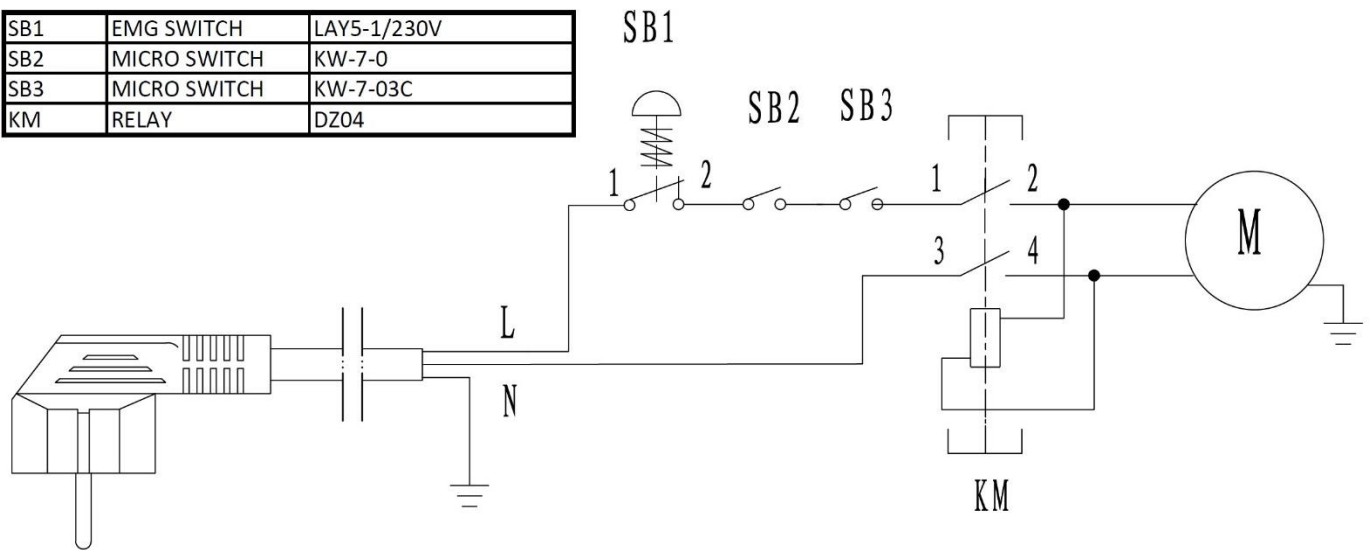 SB1 EMG SWITCH LAY5-1/230V
SB2 MICRO SWITCH KW-7-0
SB3 MICRO SWITCH KW-7-03C
KM RELAY DZ04
SB1
SB2 SB3
1 2 1 2
M
3 4
L
N
KM